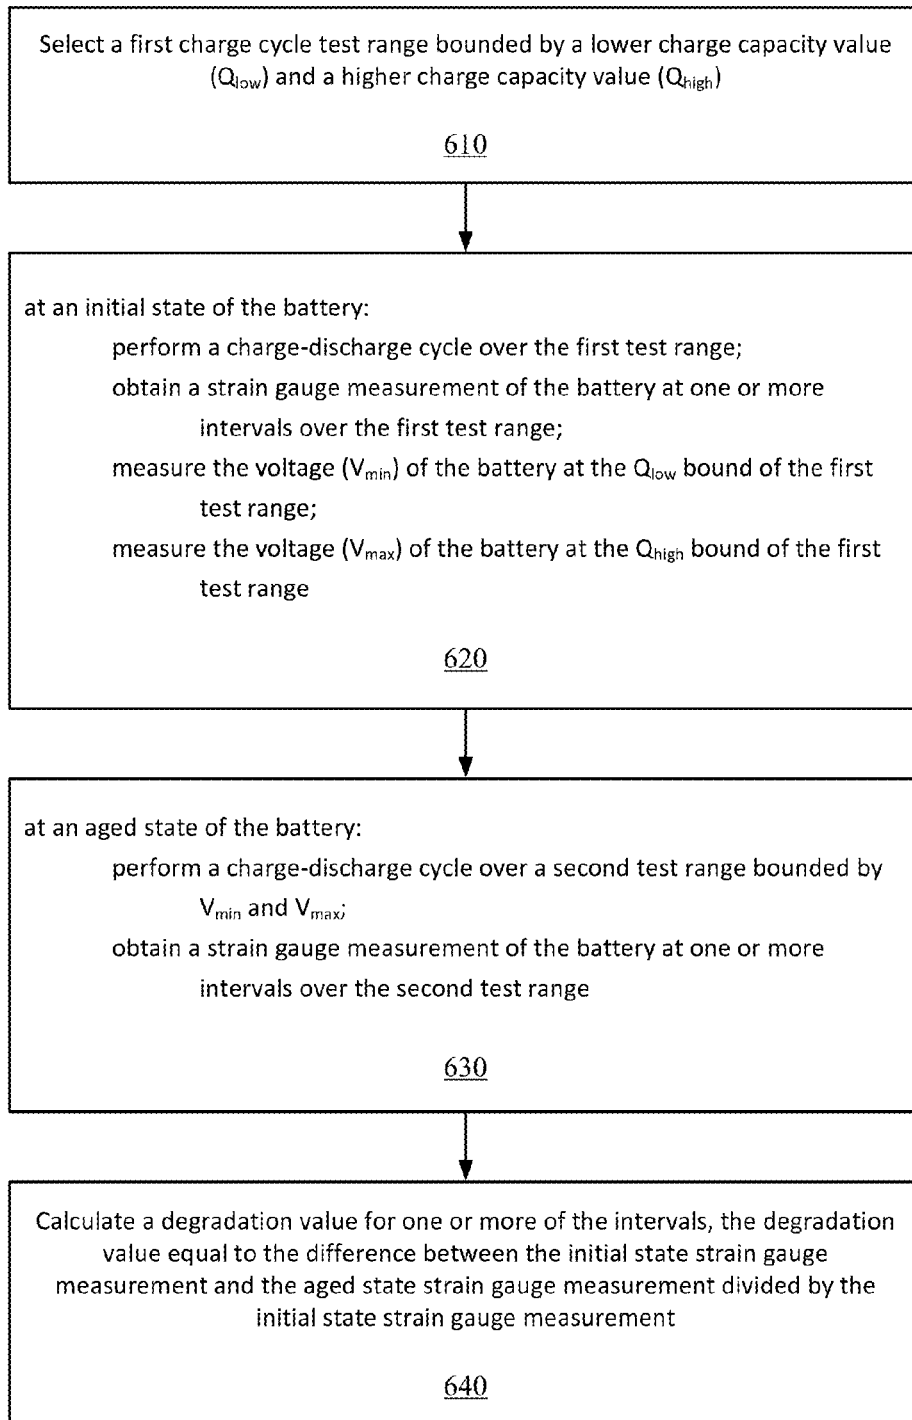 Select a first charge cycle test range bounded by a lower charge capacity value
(Qlow) and a higher charge capacity value (Qhigh)
610
at an initial state of the battery:
perform a charge-discharge cycle over the first test range;
obtain a strain gauge measurement of the battery at one or more
intervals over the first test range;
measure the voltage (Vmin) of the battery at the Qlow bound of the first
test range;
measure the voltage (Vmax) of the battery at the Qhigh bound of the first
test range
620
at an aged state of the battery:
perform a charge-discharge cycle over a second test range bounded by
Vmin and Vmax;
obtain a strain gauge measurement of the battery at one or more
intervals over the second test range
630
Calculate a degradation value for one or more of the intervals, the degradation
value equal to the difference between the initial state strain gauge
measurement and the aged state strain gauge measurement divided by the
initial state strain gauge measurement
640